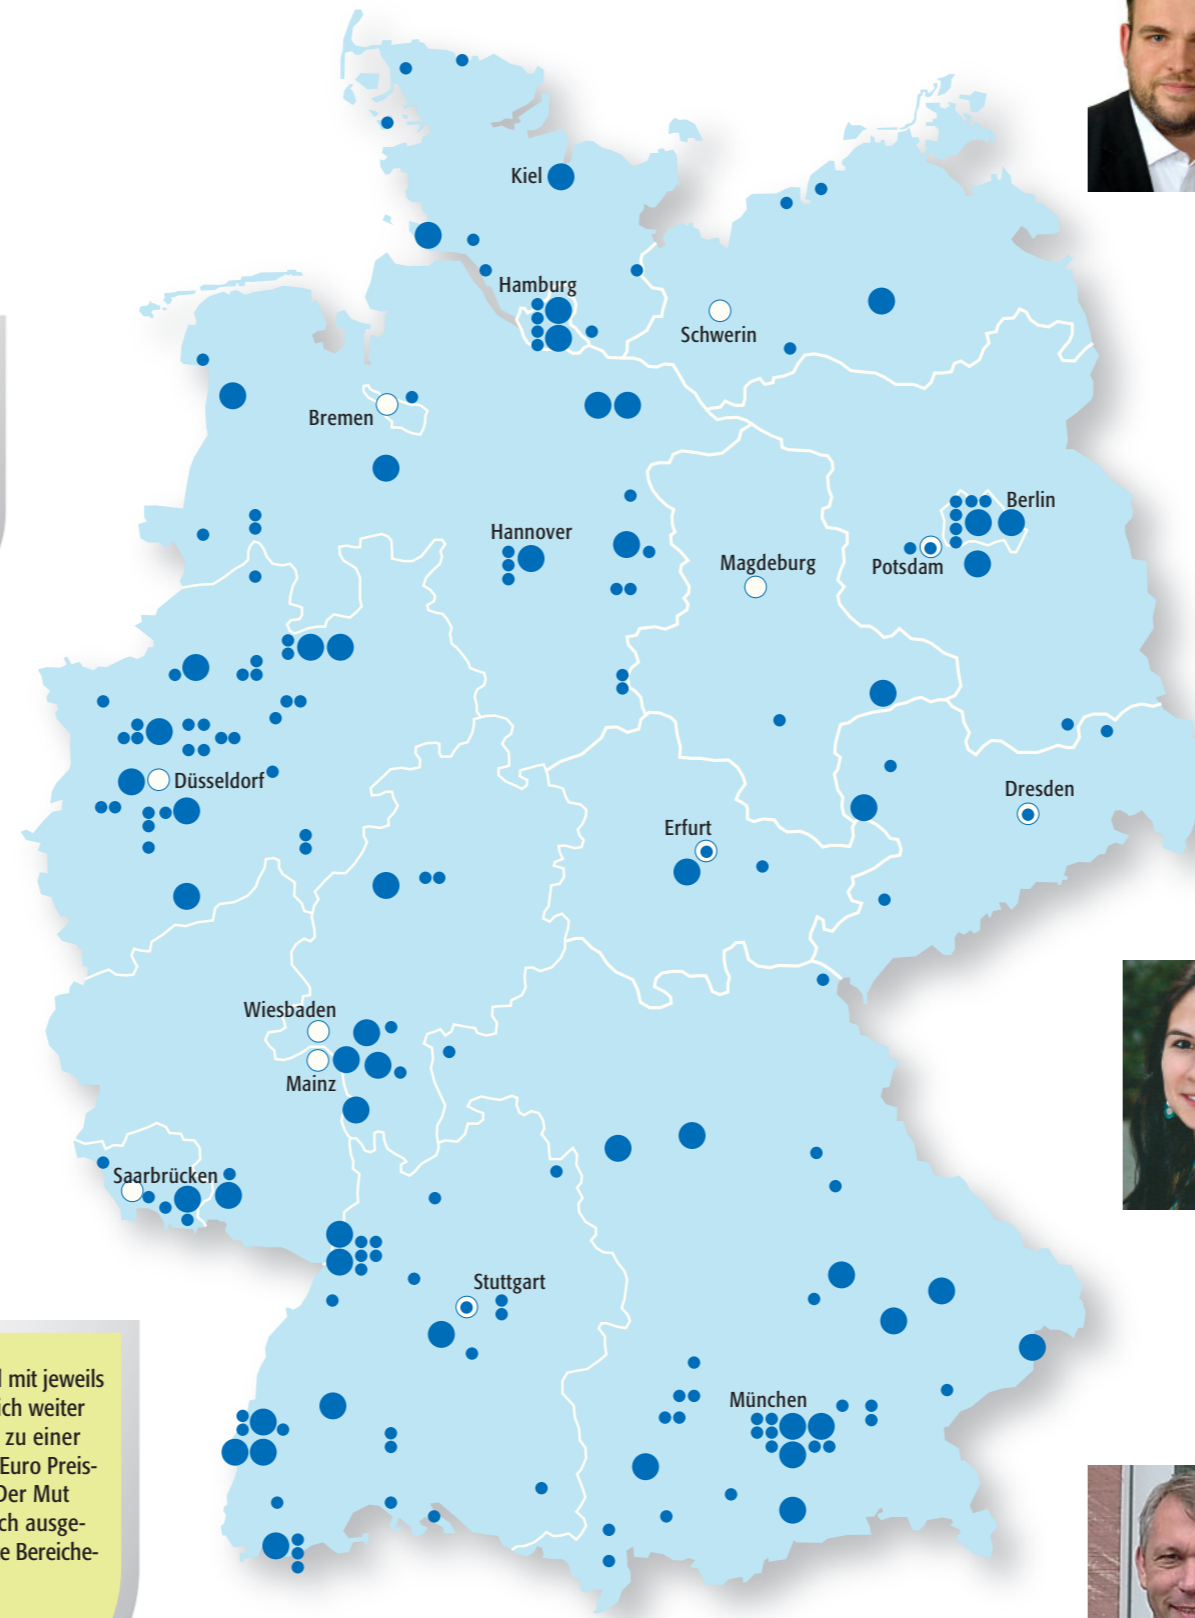 Kiel
Hamburg
Schwerin
Bremen
Berlin
Hannover
Potsdam
Magdeburg
Düsseldorf
Dresden
Erfurt
Wiesbaden
Mainz
Saarbrücken
Stuttgart
München
mit jeweils
ich weiter
zu einer
Euro Preis-
Der Mut
ch ausge-
e Bereiche-